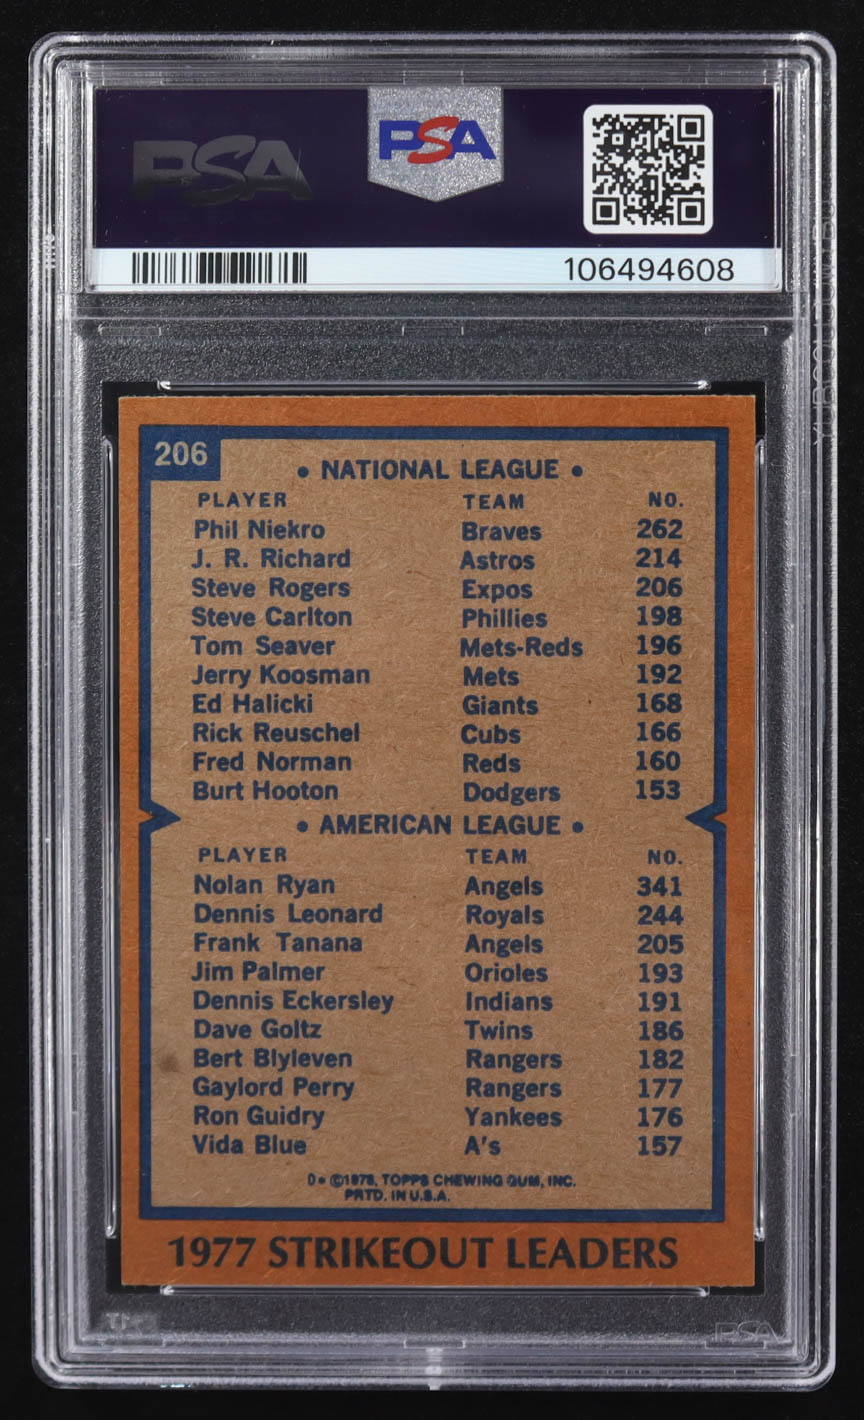 PSA
PSA
106494608
206
• NATIONAL LEAGUE •
PLAYER TEAM NO.
Phil Niekro Braves 262
J. R. Richard Astros 214
Steve Rogers Expos 206
Steve Carlton Phillies 198
Tom Seaver Mets-Reds 196
Jerry Koosman Mets 192
Ed Halicki Giants 168
Rick Reuschel Cubs 166
Fred Norman Reds 160
Burt Hooton Dodgers 153
• AMERICAN LEAGUE •
PLAYER TEAM NO.
Nolan Ryan Angels 341
Dennis Leonard Royals 244
Frank Tanana Angels 205
Jim Palmer Orioles 193
Dennis Eckersley Indians 191
Dave Goltz Twins 186
Bert Blyleven Rangers 182
Gaylord Perry Rangers 177
Ron Guidry Yankees 176
Vida Blue A's 157
D• ©1978, TOPPS CHEWING GUM, INC.
PRTD. IN U.S.A.
1977 STRIKEOUT LEADERS
PSA